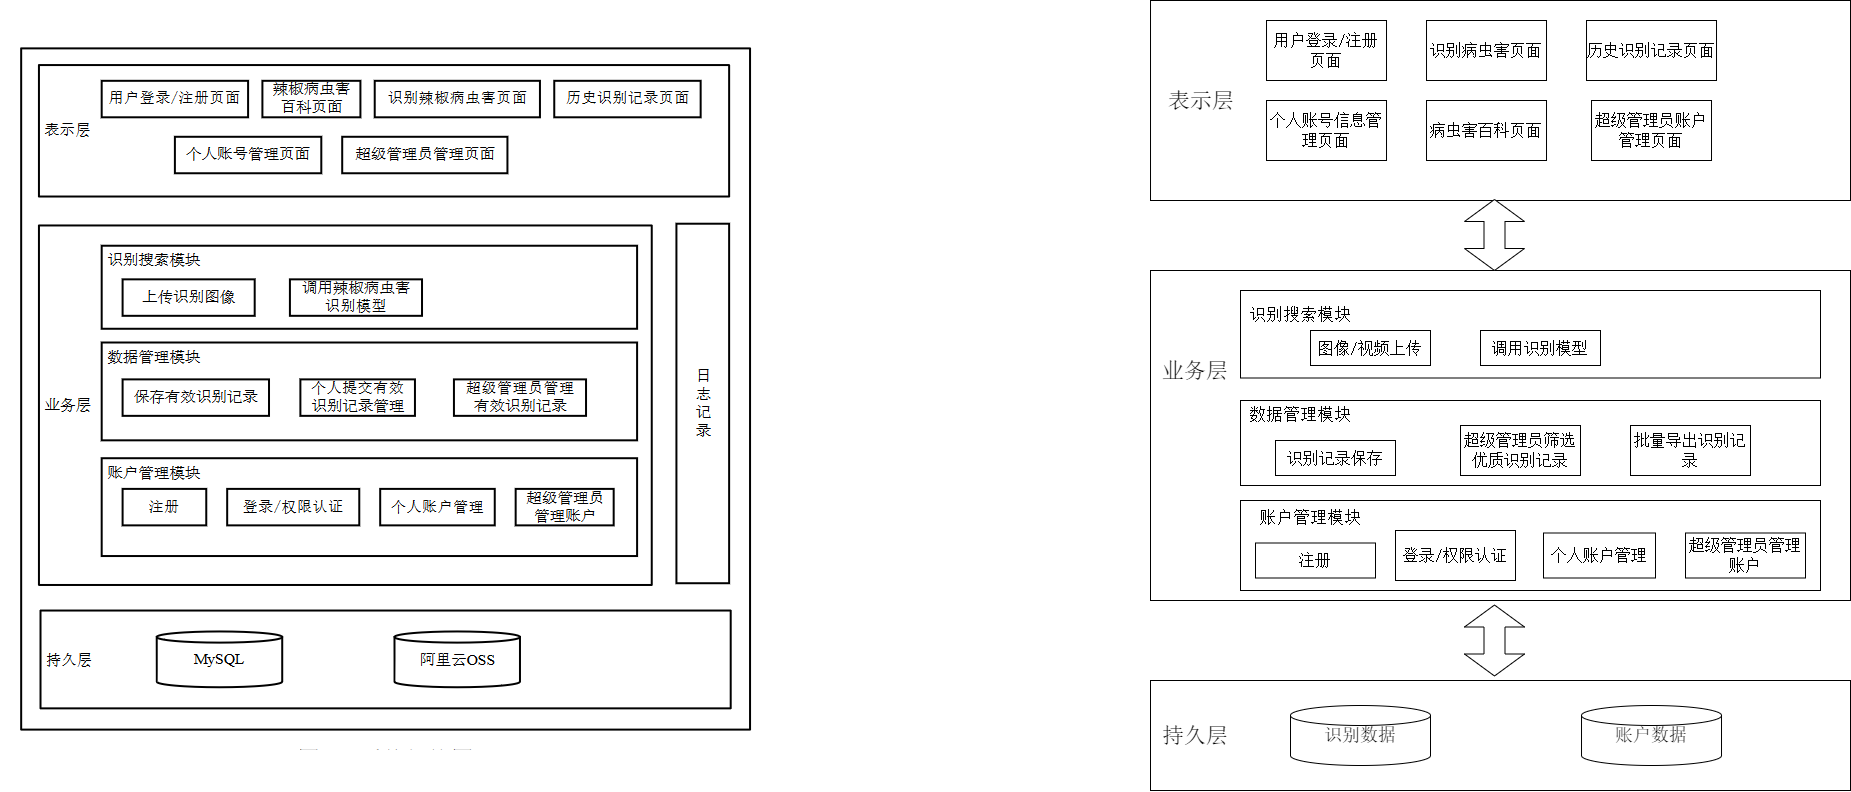 用户登录/注册页面
辣椒病虫害
百科页面
识别辣椒病虫害页面
历史识别记录页面
表示层
个人账号管理页面
超级管理员管理页面
识别搜索模块
上传识别图像
调用辣椒病虫害
识别模型
数据管理模块
业务层
保存有效识别记录
个人提交有效
识别记录管理
超级管理员管理
有效识别记录
账户管理模块
注册
登录/权限认证
个人账户管理
超级管理员
管理账户
日
志
记
录
持久层
MySQL
阿里云OSS
用户登录/注册
页面
识别病虫害页面
历史识别记录页面
表示层
个人账号信息管
理页面
病虫害百科页面
超级管理员账户
管理页面
识别搜索模块
图像/视频上传
调用识别模型
业务层
数据管理模块
识别记录保存
超级管理员筛选
优质识别记录
批量导出识别记
录
账户管理模块
注册
登录/权限认证
个人账户管理
超级管理员管理
账户
持久层
识别数据
账户数据